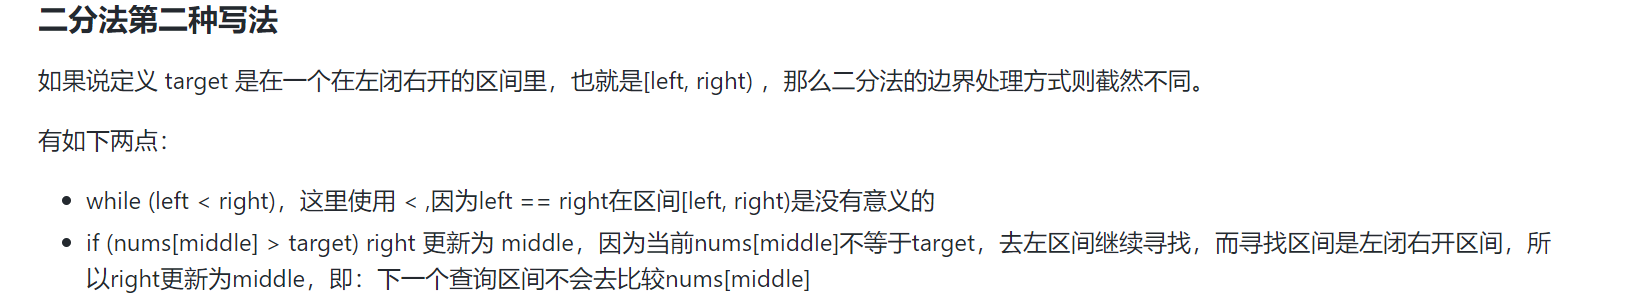 二分法第二种写法
如果说定义 target 是在一个在左闭右开的区间里，也就是[left, right) ，那么二分法的边界处理方式则截然不同。
有如下两点：
• while (left < right)，这里使用 < ,因为left == right在区间[left, right)是没有意义的
• if (nums[middle] > target) right 更新为 middle，因为当前nums[middle]不等于target，去左区间继续寻找，而寻找区间是左闭右开区间，所
以right更新为middle，即：下一个查询区间不会去比较nums[middle]